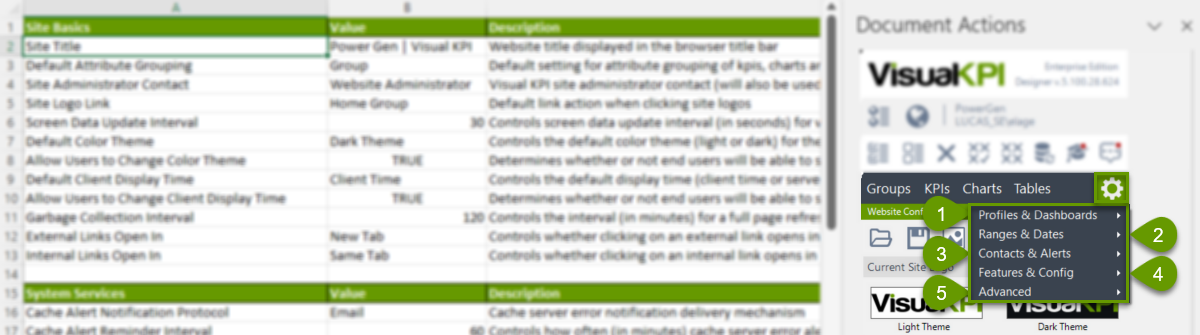 A B
1 Site Basics Value Description
2 Site Title Power Gen | Visual KPI Website title displayed in the browser title bar
3 Default Attribute Grouping Group Default setting for attribute grouping of kpis, charts an
4 Site Administrator Contact Website Administrator Visual KPI site administrator contact (will also be used
5 Site Logo Link Home Group Default link action when clicking site logos
6 Screen Data Update Interval 30 Controls screen data update interval (in seconds) for v
7 Default Color Theme Dark Theme Controls the default color theme (light or dark) for the
8 Allow Users to Change Color Theme TRUE Determines whether or not end users will be able to s
9 Default Client Display Time Client Time Controls the default display time (client time or serve
10 Allow Users to Change Client Display Time TRUE Determines whether or not end users will be able to s
11 Garbage Collection Interval 120 Controls the interval (in minutes) for a full page refres
12 External Links Open In New Tab Controls whether clicking on an external link opens in
13 Internal Links Open In Same Tab Controls whether clicking on an internal link opens in
14
15 System Services Value Description
16 Cache Alert Notification Protocol Email Cache server error notification delivery mechanism
17 Cache Alert Reminder Interval 60 Controls how often (in minutes) cache server error ale
Document Actions
VisualKPI
Enterprise Edition
Designer v.5.100.28.624
PowerGen
Groups KPIs Charts Tables
Website Conf
1 Profiles & Dashboards
Ranges & Dates 2
3 Contacts & Alerts
Features & Config 4
5 Advanced
Current Site Logo
VisualKPI
VisualKPI
Light Theme Dark Theme